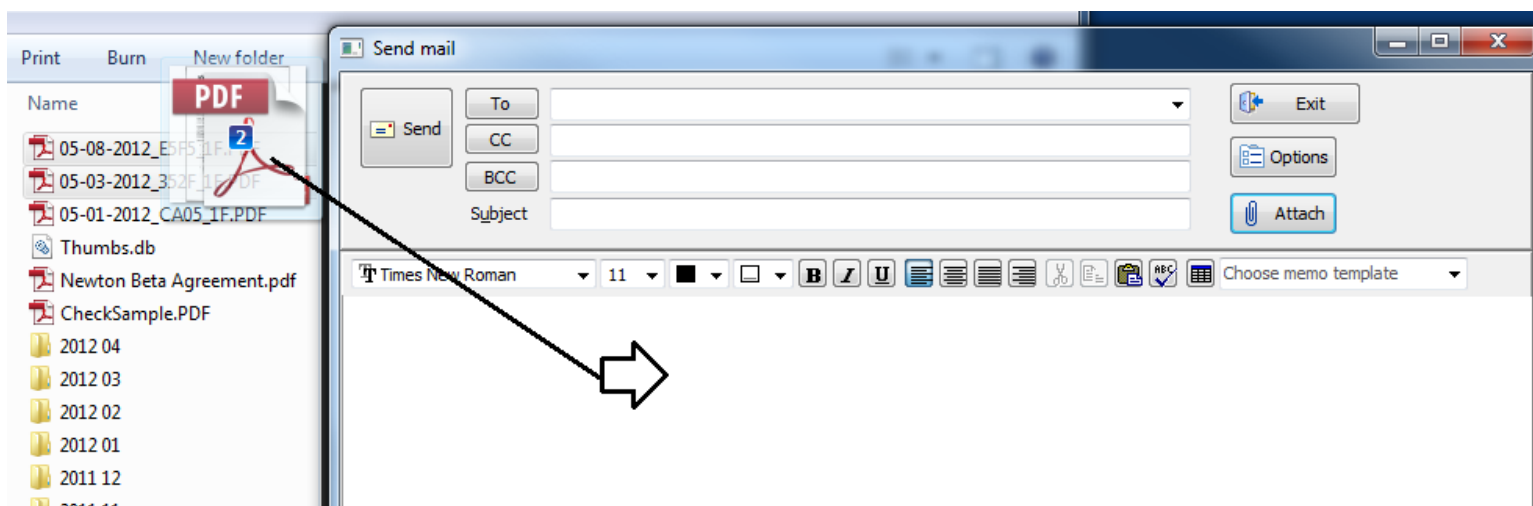 Send mail
Print Burn New folder
Name
PDF
2
05-08-2012_E5F5_1F.PDF
05-03-2012_352F_1F.PDF
05-01-2012_CA05_1F.PDF
Thumbs.db
Newton Beta Agreement.pdf
CheckSample.PDF
2012 04
2012 03
2012 02
2012 01
2011 12
Send
To
CC
BCC
Subject
Exit
Options
Attach
Times New Roman 11 B I U ABC Choose memo template